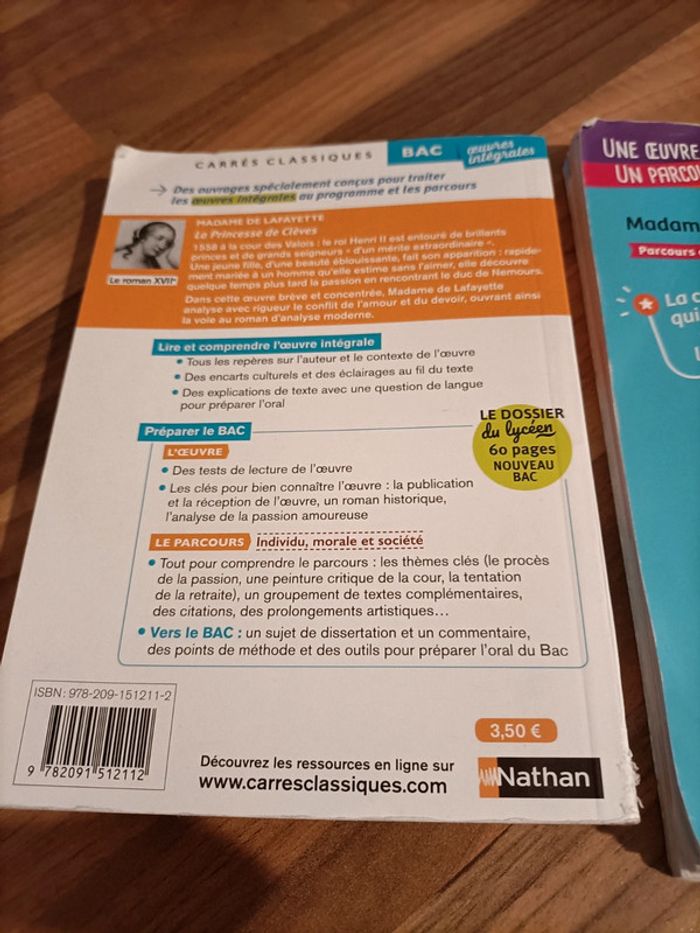 CARRÉS CLASSIQUES BAC œuvres intégrales
→ Des ouvrages spécialement conçus pour traiter
les œuvres intégrales au programme et les parcours
MADAME DE LAFAYETTE
La Princesse de Clèves
1558 à la cour des Valois : le roi Henri II est entouré de brillants
princes et de grands seigneurs « d'un mérite extraordinaire ».
Une jeune fille, d'une beauté éblouissante, fait son apparition : rapide-
ment mariée à un homme qu'elle estime sans l'aimer, elle découvre
quelque temps plus tard la passion en rencontrant le duc de Nemours.
Dans cette œuvre brève et concentrée, Madame de Lafayette
analyse avec rigueur le conflit de l'amour et du devoir, ouvrant ainsi
la voie au roman d'analyse moderne.
Le roman XVIIe
Lire et comprendre l'œuvre intégrale
• Tous les repères sur l'auteur et le contexte de l'œuvre
• Des encarts culturels et des éclairages au fil du texte
• Des explications de texte avec une question de langue
pour préparer l'oral
LE DOSSIER
du lycéen
60 pages
NOUVEAU
BAC
Préparer le BAC
L'ŒUVRE
• Des tests de lecture de l'œuvre
• Les clés pour bien connaître l'œuvre : la publication
et la réception de l'œuvre, un roman historique,
l'analyse de la passion amoureuse
LE PARCOURS Individu, morale et société
• Tout pour comprendre le parcours : les thèmes clés (le procès
de la passion, une peinture critique de la cour, la tentation
de la retraite), un groupement de textes complémentaires,
des citations, des prolongements artistiques...
• Vers le BAC : un sujet de dissertation et un commentaire,
des points de méthode et des outils pour préparer l'oral du Bac
ISBN : 978-209-151211-2
9 782091 512112
3,50 €
Découvrez les ressources en ligne sur
www.carresclassiques.com
Nathan
UNE ŒUVRE
UN PARCOU
Madam
Parcours
La
qui